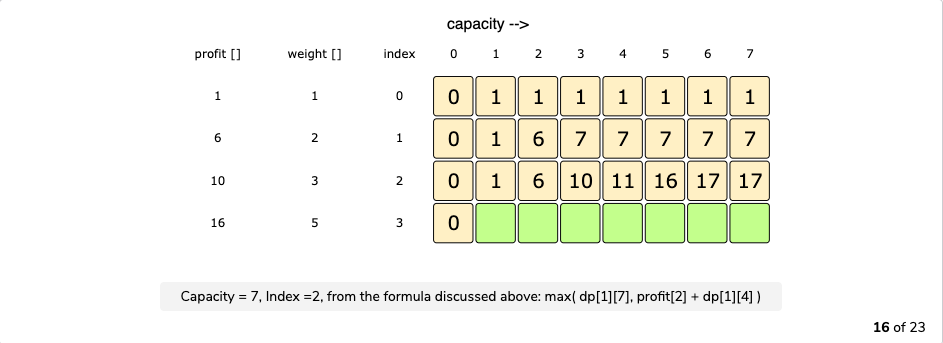 capacity -->
profit [] weight [] index 0 1 2 3 4 5 6 7
1 1 0 0 1 1 1 1 1 1 1
6 2 1 0 1 6 7 7 7 7 7
10 3 2 0 1 6 10 11 16 17 17
16 5 3 0
Capacity = 7, Index =2, from the formula discussed above: max( dp[1][7], profit[2] + dp[1][4] )
16 of 23